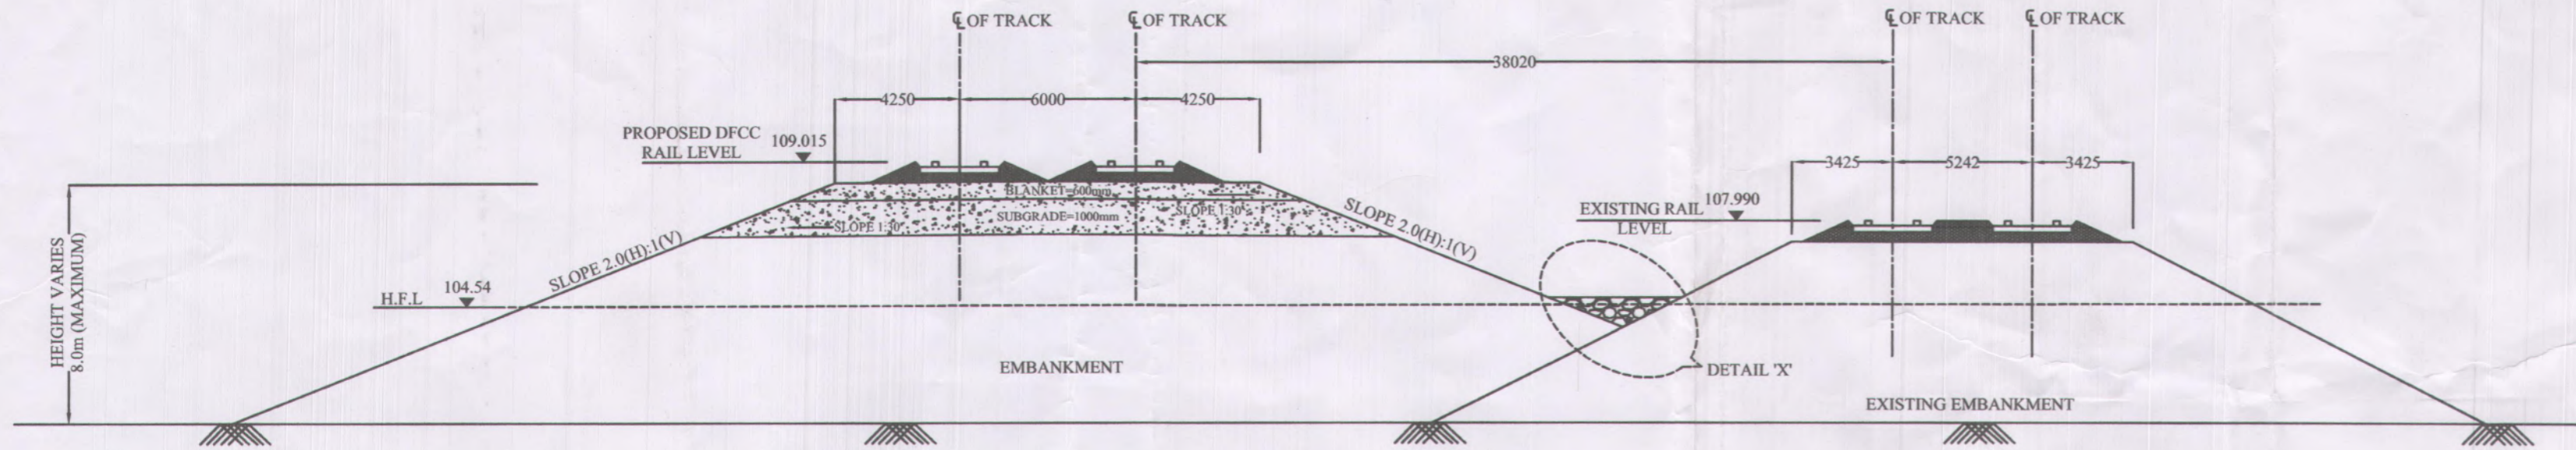 ℄ OF TRACK
℄ OF TRACK
℄ OF TRACK
℄ OF TRACK
38020
4250
6000
4250
PROPOSED DFCC
RAIL LEVEL
109.015
3425
5242
3425
BLANKET=600mm
SUBGRADE=1000mm
SLOPE 1:30
SLOPE 1:30
SLOPE 2.0(H):1(V)
SLOPE 2.0(H):1(V)
EXISTING RAIL
LEVEL
107.990
HEIGHT VARIES
8.0m (MAXIMUM)
H.F.L
104.54
EMBANKMENT
DETAIL 'X'
EXISTING EMBANKMENT